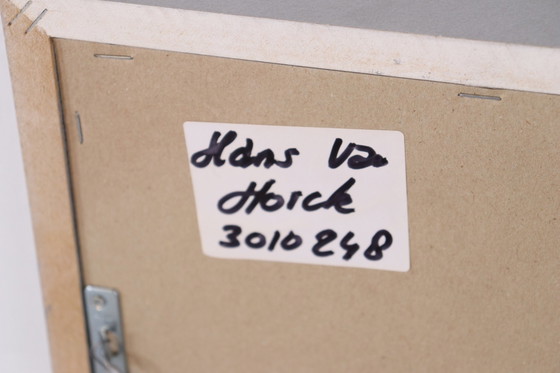 Hans Van
Horck
3010248